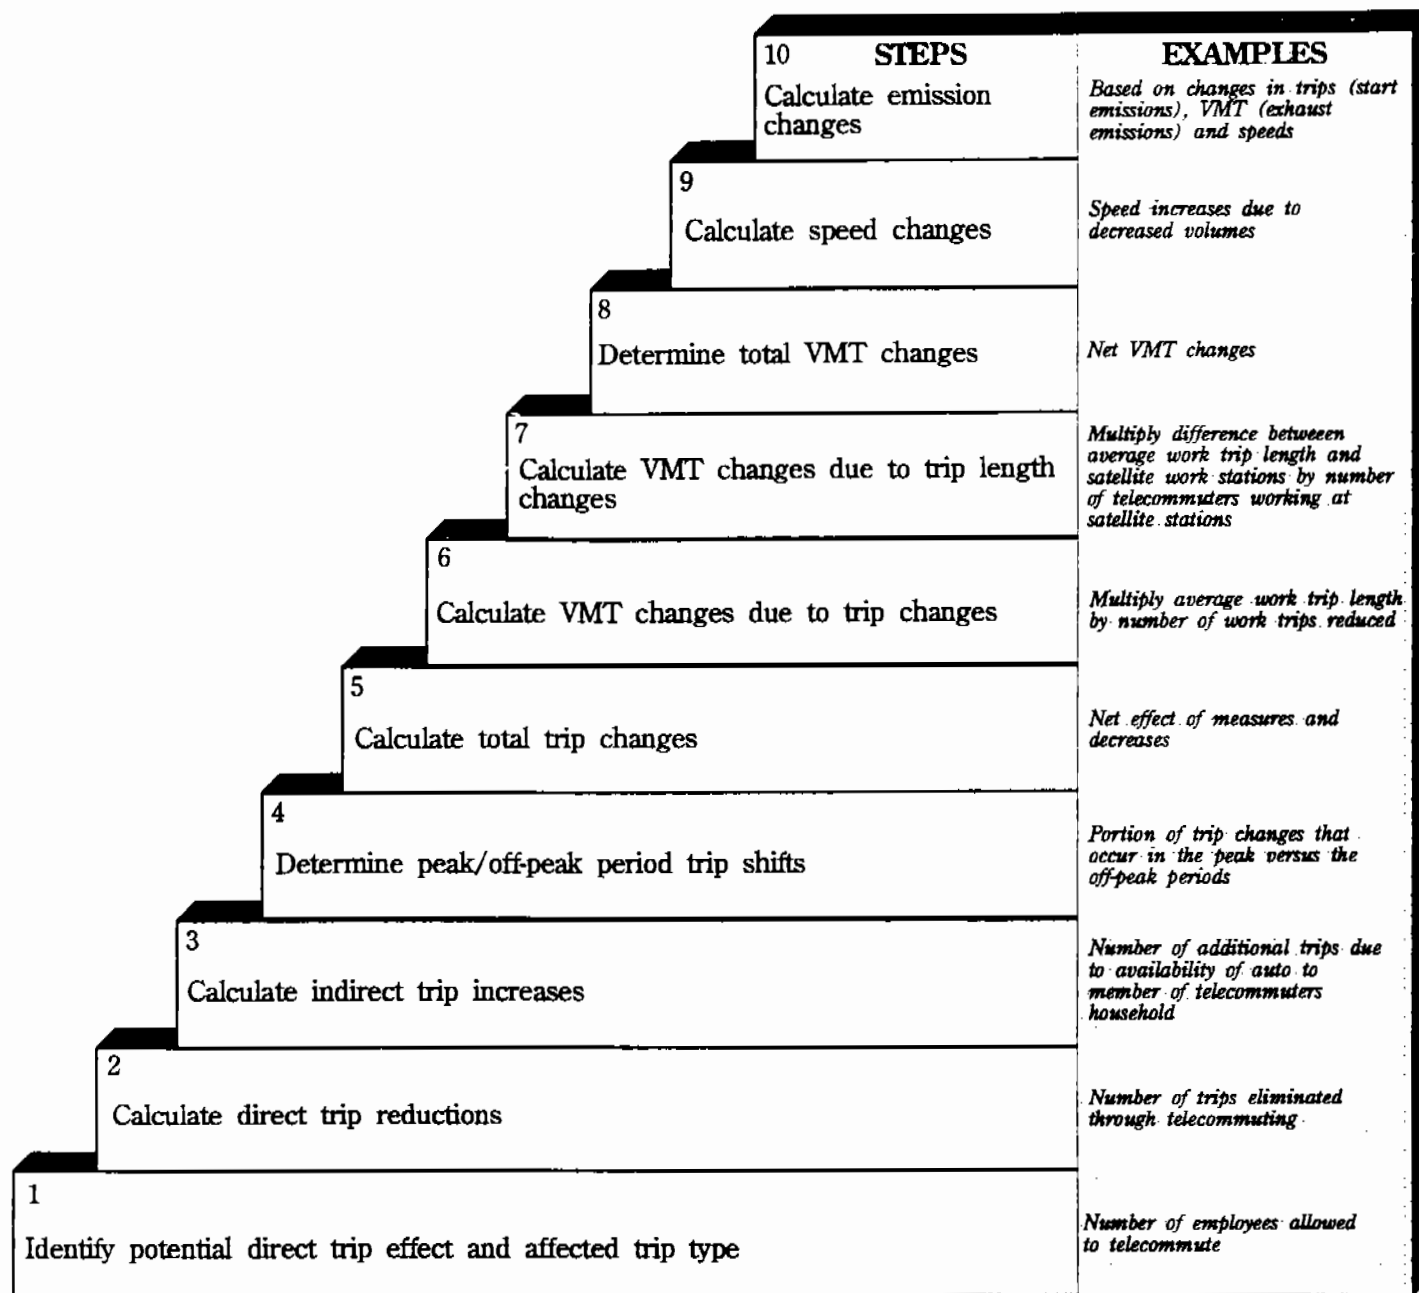 10 STEPS EXAMPLES
Calculate emission
changes
Based on changes in trips (start
emissions), VMT (exhaust
emissions) and speeds
9
Calculate speed changes
Speed increases due to
decreased volumes
8
Determine total VMT changes
Net VMT changes
7
Calculate VMT changes due to trip length
changes
Multiply difference betweeen
average work trip length and
satellite work stations by number
of telecommuters working at
satellite stations
6
Calculate VMT changes due to trip changes
Multiply average work trip length
by number of work trips reduced
5
Calculate total trip changes
Net effect of measures and
decreases
4
Determine peak/off-peak period trip shifts
Portion of trip changes that
occur in the peak versus the
off-peak periods
3
Calculate indirect trip increases
Number of additional trips due
to availability of auto to
member of telecommuters
household
2
Calculate direct trip reductions
Number of trips eliminated
through telecommuting
1
Identify potential direct trip effect and affected trip type
Number of employees allowed
to telecommute